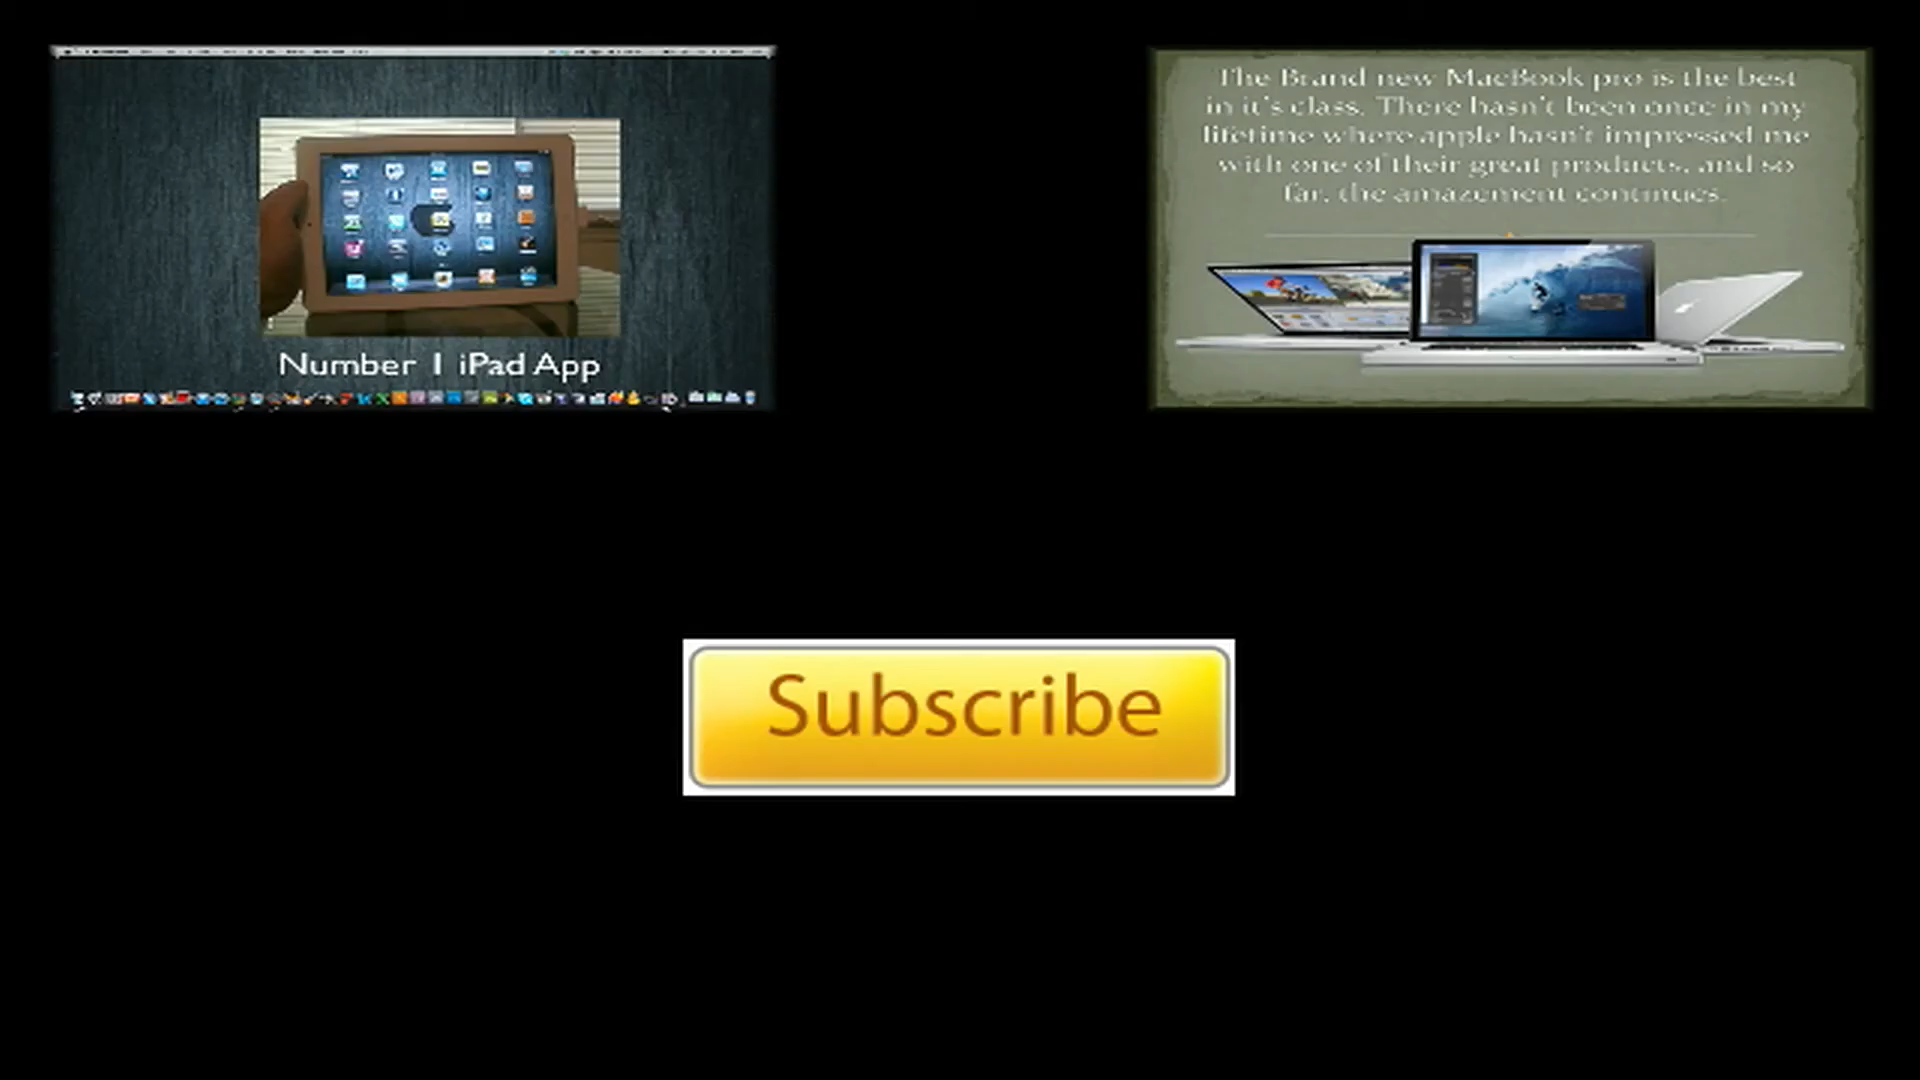 Number 1 iPad App
The Brand new MacBook pro is the best
in it's class. There hasn't been once in my
lifetime where apple hasn't impressed me
with one of their great products, and so
far, the amazement continues.
Subscribe